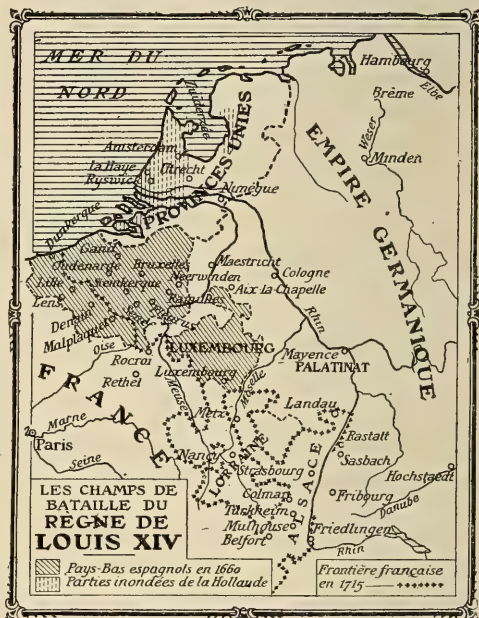 MER DU
NORD
Hambourg
Elbe
Brême
Weser
Minden
Zuiderzée
Amsterdam
la Haye
Utrecht
Ryswick
PROVINCES UNIES
Nimègue
EMPIRE GERMANIQUE
Dunkerque
Gand
Oudenarde
Bruxelles
Maestricht
Cologne
Neerwinden
Lille
Steinkerque
Aix la Chapelle
Ramillies
Lens
Fleurus
Denain
Malplaquet
Rhin
LUXEMBOURG
Oise
Mayence
PALATINAT
Rocroi
Luxembourg
Rethel
Meuse
Moselle
FRANCE
Landau
Metz
Marne
Paris
Rastatt
Nancy
LORRAINE
Sasbach
Seine
Strasbourg
ALSACE
Hochstaedt
Colmar
Fribourg
Danube
Turkheim
Mulhouse
Friedlingen
Belfort
Rhin
LES CHAMPS DE
BATAILLE DU
RÈGNE DE
LOUIS XIV
Pays-Bas espagnols en 1660
Parties inondées de la Hollaude
Frontière française
en 1715